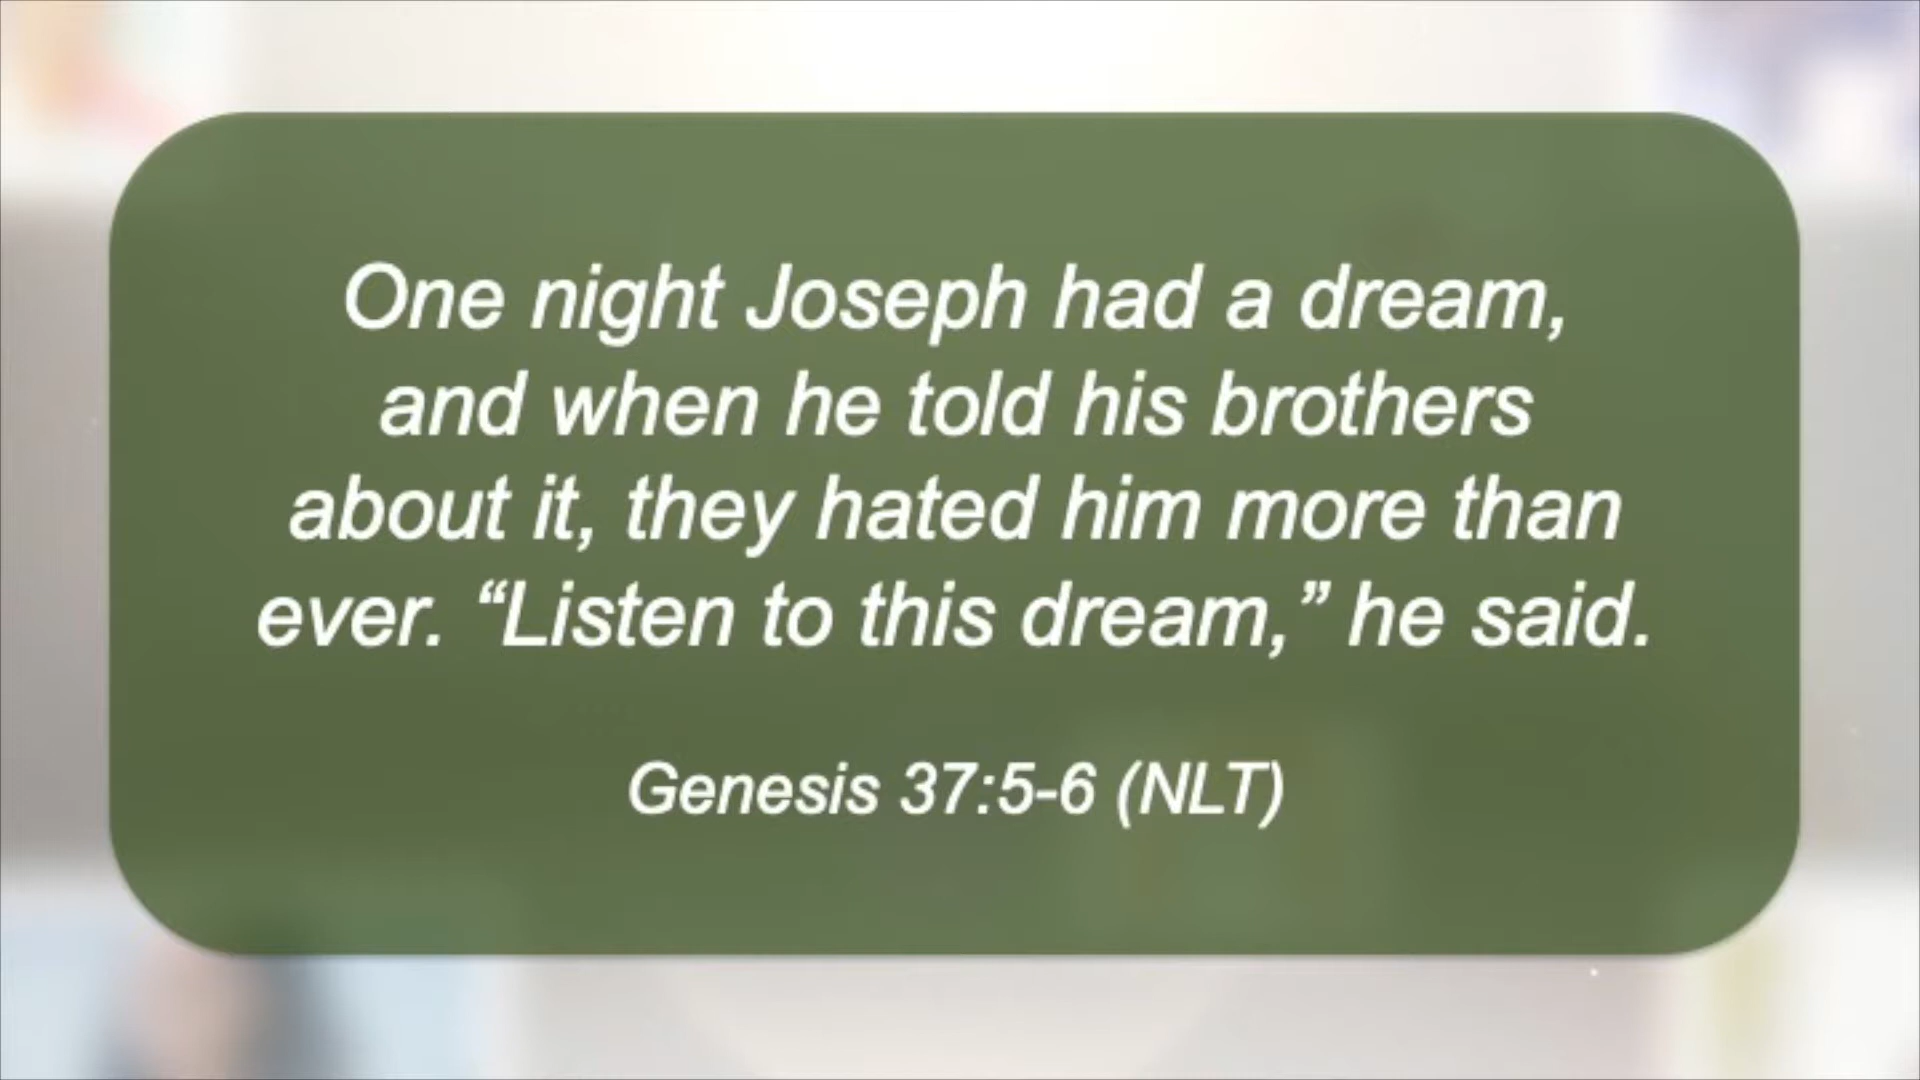 One night Joseph had a dream,
and when he told his brothers
about it, they hated him more than
ever. “Listen to this dream,” he said.
Genesis 37:5-6 (NLT)